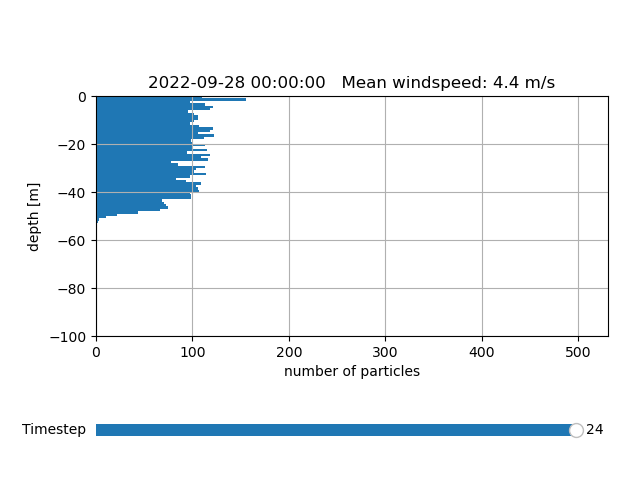 2022-09-28 00:00:00   Mean windspeed: 4.4 m/s
0
−20
−40
−60
−80
−100
depth [m]
0 100 200 300 400 500
number of particles
Timestep 24